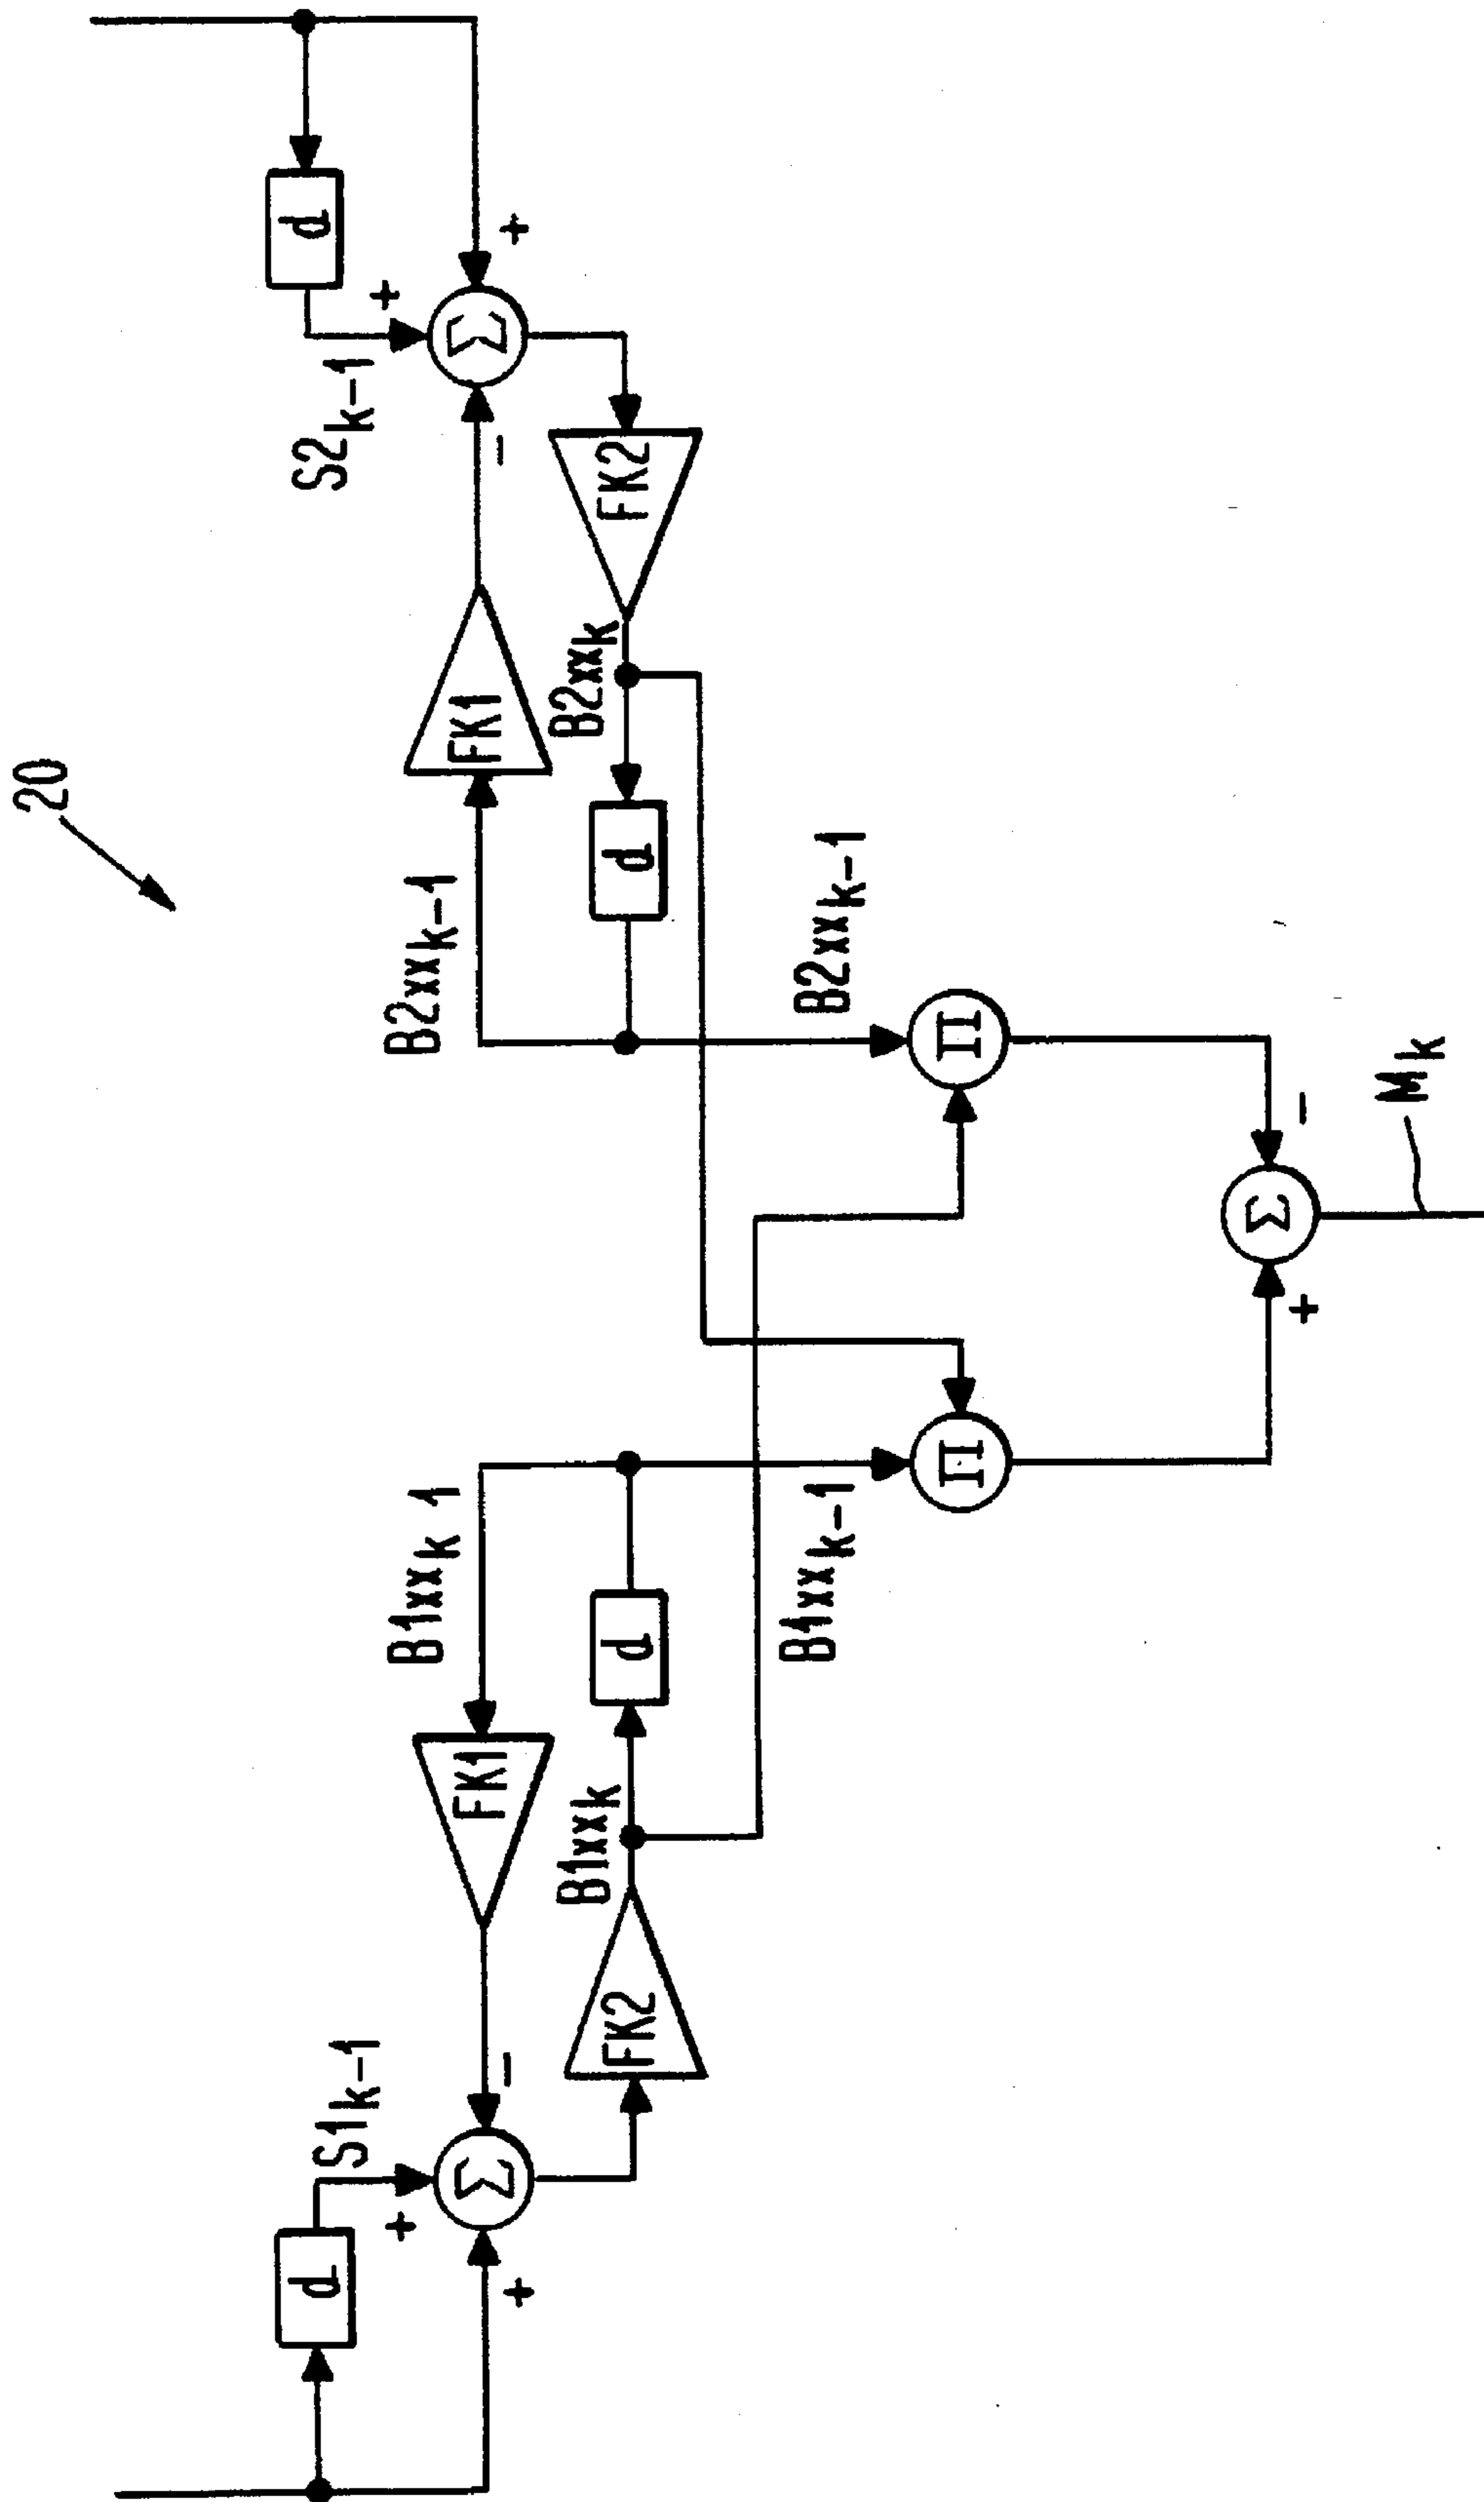 20
d
S1k-1
S2k-1
d
+
+
Σ
FK1
B1xxk 1
B2xxk-1
FK1
Σ
+
-
-
+
FK2
B1xxk
d
d
B2xxk
FK2
B1xxk-1
B2xxk-1
Π
Π
Σ
+
-
Mk